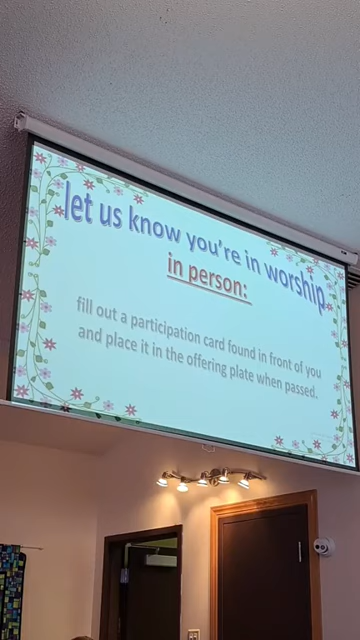 let us know you're in worship
in person:
fill out a participation card found in front of you
and place it in the offering plate when passed.